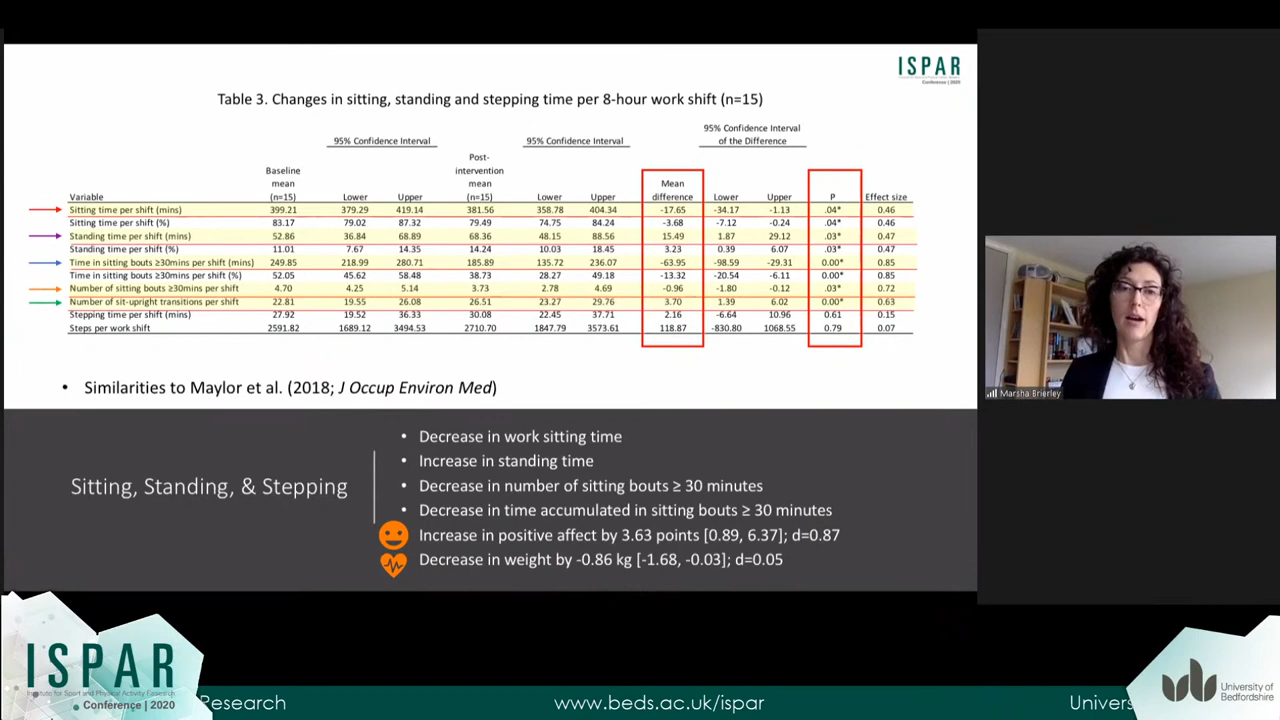 ISPAR
Conference | 2020
Table 3. Changes in sitting, standing and stepping time per 8-hour work shift (n=15)
95% Confidence Interval
95% Confidence Interval
95% Confidence Interval of the Difference
Variable Baseline mean (n=15) Lower Upper Post-intervention mean (n=15) Lower Upper Mean difference Lower Upper P Effect size
Sitting time per shift (mins) 399.21 379.29 419.14 381.56 358.78 404.34 -17.65 -34.17 -1.13 .04* 0.46
Sitting time per shift (%) 83.17 79.02 87.32 79.49 74.75 84.24 -3.68 -7.12 -0.24 .04* 0.46
Standing time per shift (mins) 52.86 36.84 68.89 68.36 48.15 88.56 15.49 1.87 29.12 .03* 0.47
Standing time per shift (%) 11.01 7.67 14.35 14.24 10.03 18.45 3.23 0.39 6.07 .03* 0.47
Time in sitting bouts ≥30mins per shift (mins) 249.85 218.99 280.71 185.89 135.72 236.07 -63.95 -98.59 -29.31 0.00* 0.85
Time in sitting bouts ≥30mins per shift (%) 52.05 45.62 58.48 38.73 28.27 49.18 -13.32 -20.54 -6.11 0.00* 0.85
Number of sitting bouts ≥30mins per shift 4.70 4.25 5.14 3.73 2.78 4.69 -0.96 -1.80 -0.12 .03* 0.72
Number of sit-upright transitions per shift 22.81 19.55 26.08 26.51 23.27 29.76 3.70 1.39 6.02 0.00* 0.63
Stepping time per shift (mins) 27.92 19.52 36.33 30.08 22.45 37.71 2.16 -6.64 10.96 0.61 0.15
Steps per work shift 2591.82 1689.12 3494.53 2710.70 1847.79 3573.61 118.87 -830.80 1068.55 0.79 0.07
• Similarities to Maylor et al. (2018; J Occup Environ Med)
Sitting, Standing, & Stepping
• Decrease in work sitting time
• Increase in standing time
• Decrease in number of sitting bouts ≥ 30 minutes
• Decrease in time accumulated in sitting bouts ≥ 30 minutes
Increase in positive affect by 3.63 points [0.89, 6.37]; d=0.87
Decrease in weight by -0.86 kg [-1.68, -0.03]; d=0.05
Marsha Brierley
ISPAR
Institute for Sport and Physical Activity Research
Conference | 2020
Research
www.beds.ac.uk/ispar
Univers
University of
Bedfordshire